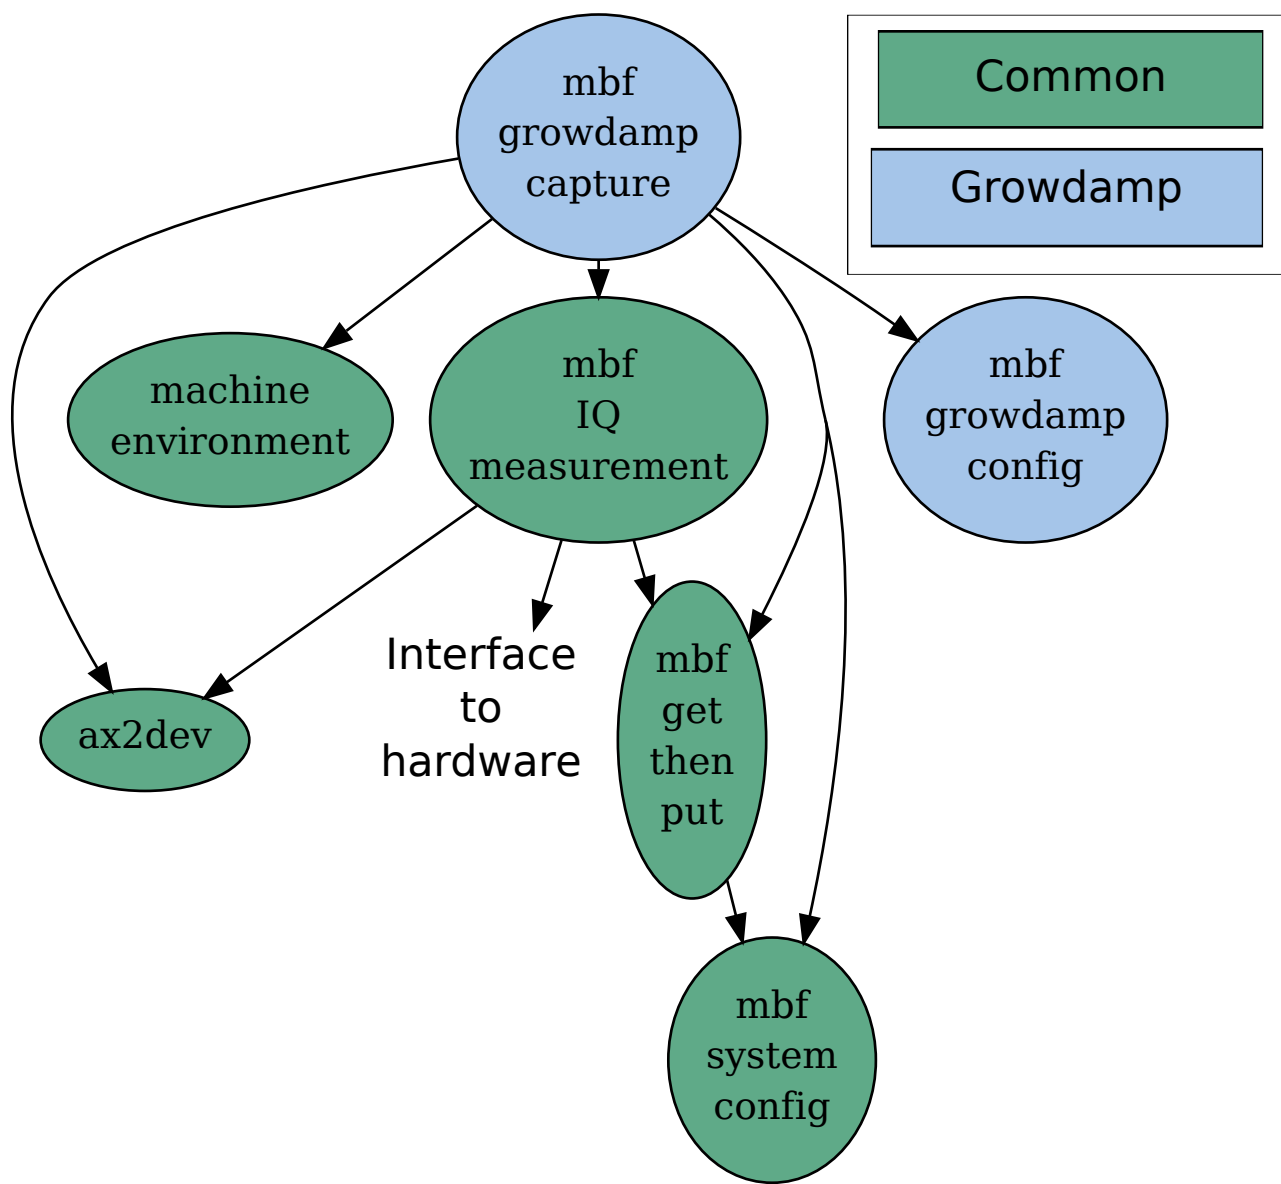 mbf
growdamp
capture
Common
Growdamp
machine
environment
mbf
IQ
measurement
mbf
growdamp
config
ax2dev
Interface
to
hardware
mbf
get
then
put
mbf
system
config